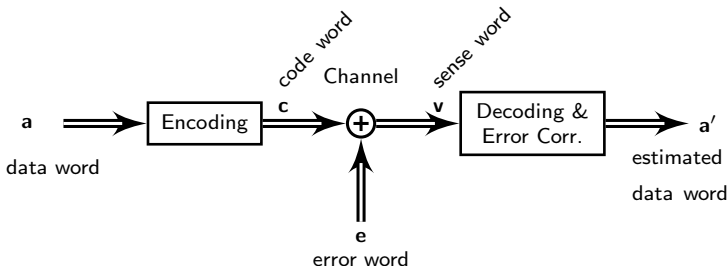 code word
sense word
Channel
a
c
v
Encoding
+
Decoding &
Error Corr.
a′
data word
estimated
data word
e
error word